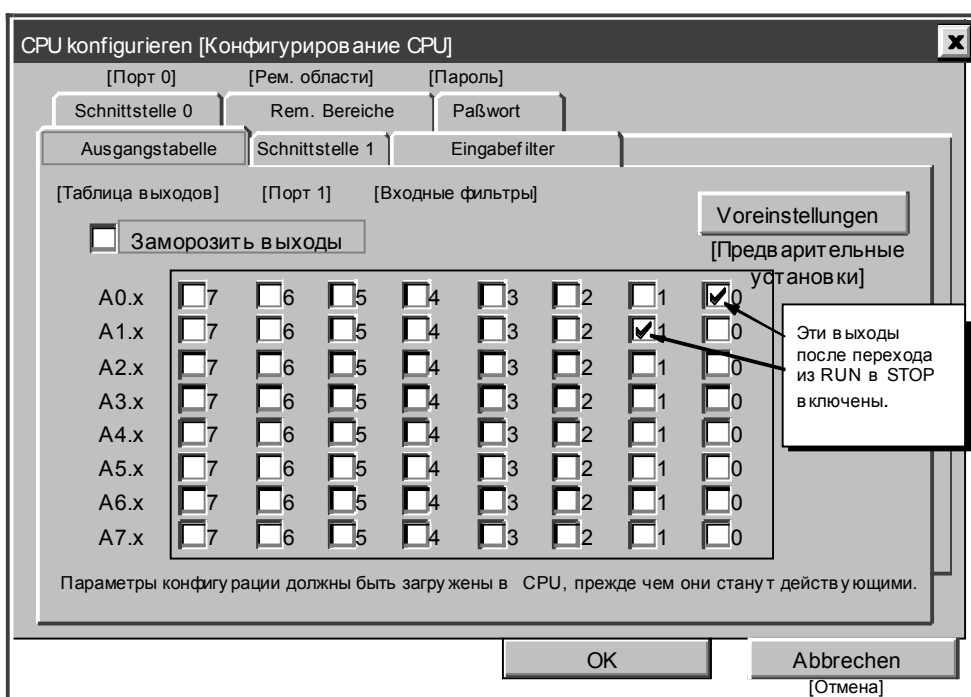 CPU konfigurieren [Конфигурирование CPU]
[Порт 0] [Рем. области] [Пароль]
Schnittstelle 0 Rem. Bereiche Paßwort
Ausgangstabelle Schnittstelle 1 Eingabefilter
[Таблица выходов] [Порт 1] [Входные фильтры]
Voreinstellungen
Заморозить выходы
[Предварительные
установки]
A0.x 7 6 5 4 3 2 1 0
A1.x 7 6 5 4 3 2 1 0
A2.x 7 6 5 4 3 2 1 0
A3.x 7 6 5 4 3 2 1 0
A4.x 7 6 5 4 3 2 1 0
A5.x 7 6 5 4 3 2 1 0
A6.x 7 6 5 4 3 2 1 0
A7.x 7 6 5 4 3 2 1 0
Эти выходы
после перехода
из RUN в STOP
включены.
Параметры конфигурации должны быть загружены в CPU, прежде чем они станут действующими.
OK Abbrechen
[Отмена]